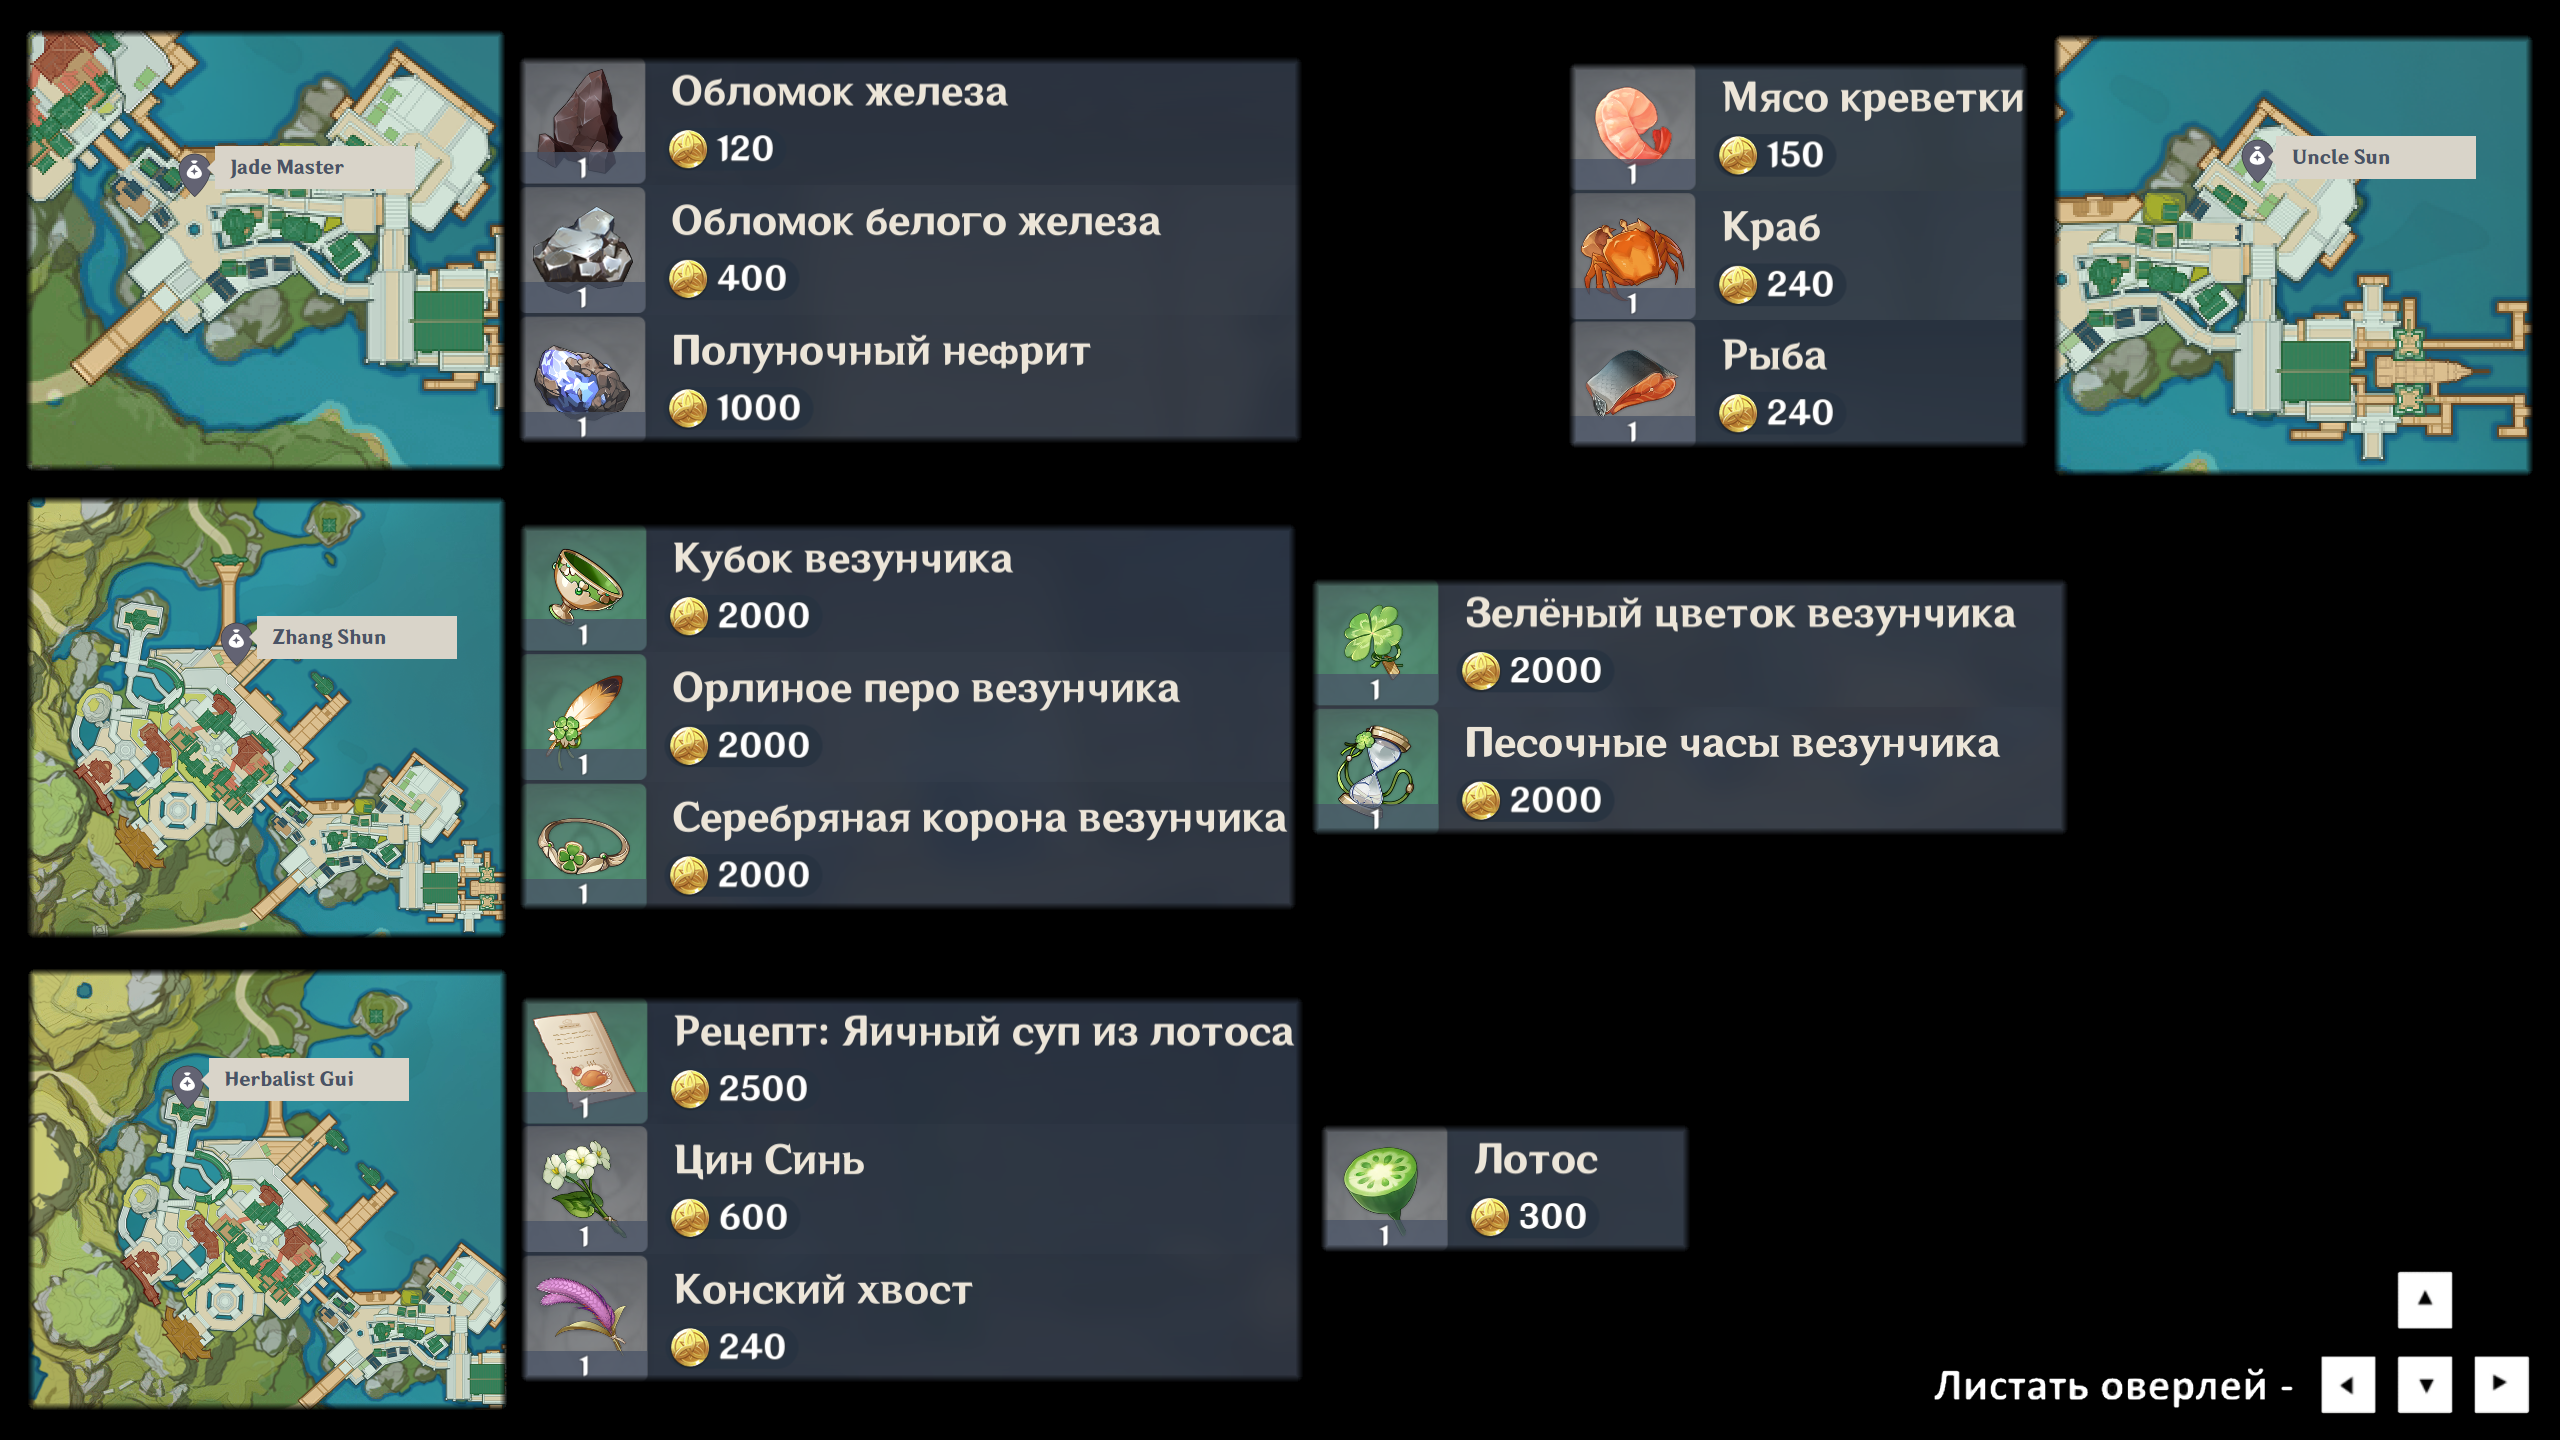 Jade Master
Обломок железа
120
1
Обломок белого железа
400
1
Полуночный нефрит
1000
1
Мясо креветки
150
1
Краб
240
1
Рыба
240
1
Uncle Sun
Zhang Shun
Кубок везунчика
2000
1
Орлиное перо везунчика
2000
1
Серебряная корона везунчика
2000
1
Зелёный цветок везунчика
2000
1
Песочные часы везунчика
2000
1
Herbalist Gui
Рецепт: Яичный суп из лотоса
2500
1
Цин Синь
600
1
Конский хвост
240
1
Лотос
300
1
Листать оверлей -